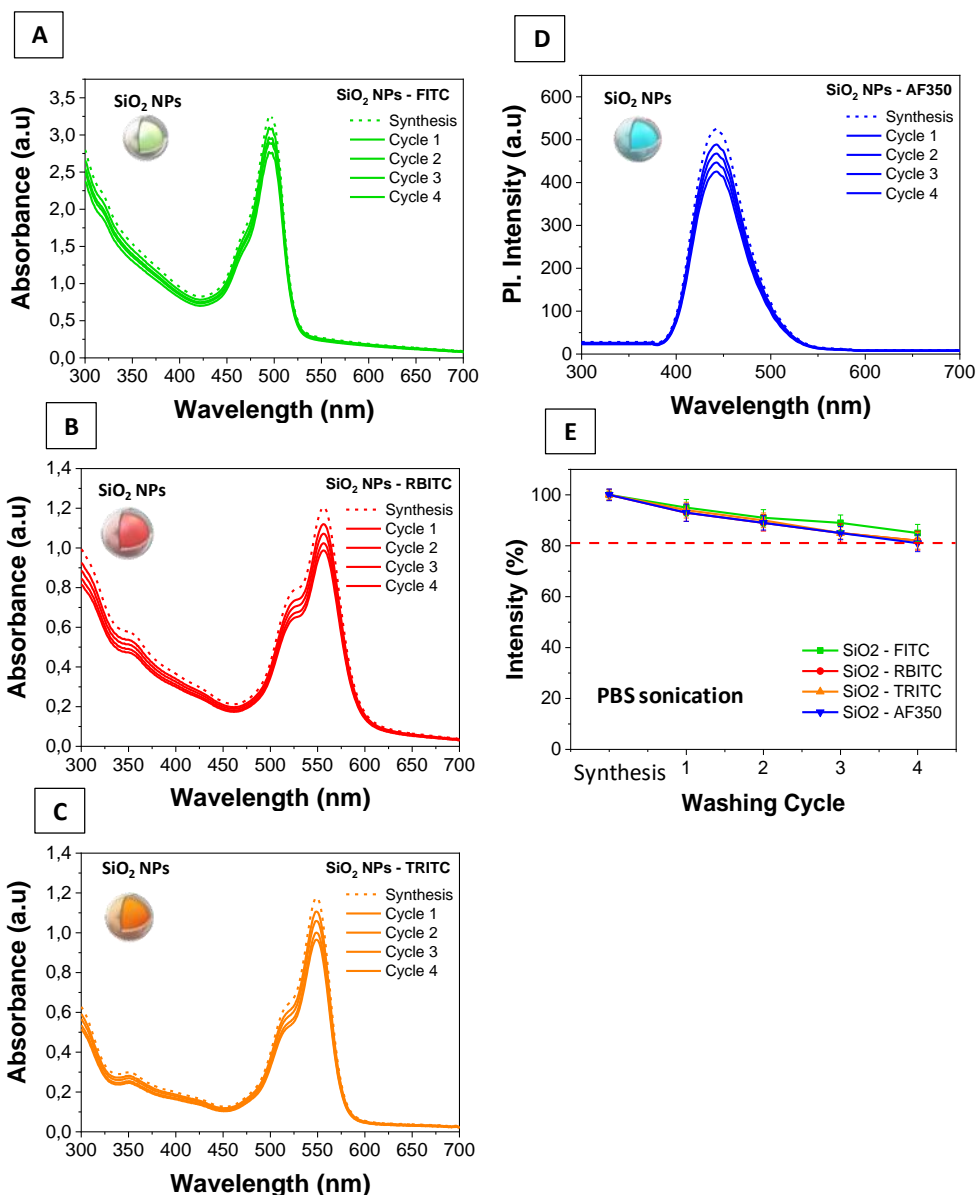 A
SiO2 NPs - FITC
SiO2 NPs
Synthesis
Cycle 1
Cycle 2
Cycle 3
Cycle 4
3,5
3,0
2,5
2,0
1,5
1,0
0,5
0,0
Absorbance (a.u)
300 350 400 450 500 550 600 650 700
Wavelength (nm)
B
SiO2 NPs - RBITC
SiO2 NPs
Synthesis
Cycle 1
Cycle 2
Cycle 3
Cycle 4
1,4
1,2
1,0
0,8
0,6
0,4
0,2
0,0
Absorbance (a.u)
300 350 400 450 500 550 600 650 700
Wavelength (nm)
C
SiO2 NPs
SiO2 NPs - TRITC
Synthesis
Cycle 1
Cycle 2
Cycle 3
Cycle 4
1,4
1,2
1,0
0,8
0,6
0,4
0,2
0,0
Absorbance (a.u)
300 350 400 450 500 550 600 650 700
Wavelength (nm)
D
SiO2 NPs - AF350
SiO2 NPs
Synthesis
Cycle 1
Cycle 2
Cycle 3
Cycle 4
600
500
400
300
200
100
0
Pl. Intensity (a.u)
300 400 500 600 700
Wavelength (nm)
E
100
80
60
40
20
0
Intensity (%)
SiO2 - FITC
SiO2 - RBITC
SiO2 - TRITC
SiO2 - AF350
PBS sonication
Synthesis 1 2 3 4
Washing Cycle